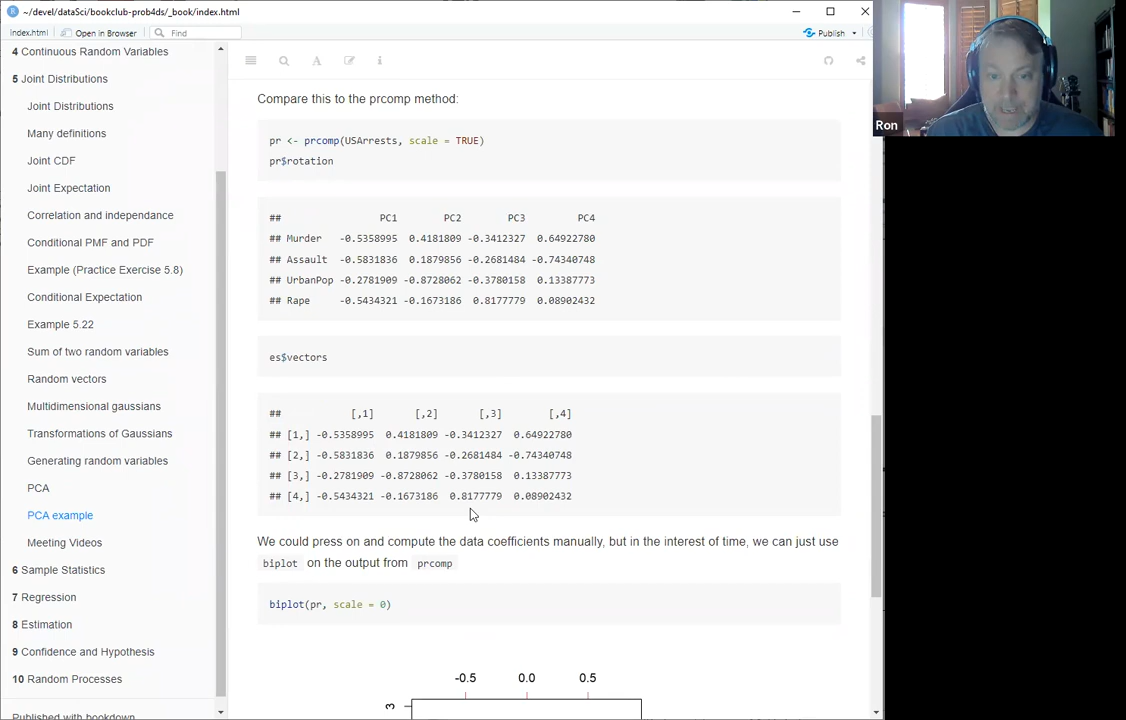 ~/devel/dataSci/bookclub-prob4ds/_book/index.html
index.html Open in Browser Find Publish
4 Continuous Random Variables
5 Joint Distributions
Joint Distributions
Many definitions
Joint CDF
Joint Expectation
Correlation and independance
Conditional PMF and PDF
Example (Practice Exercise 5.8)
Conditional Expectation
Example 5.22
Sum of two random variables
Random vectors
Multidimensional gaussians
Transformations of Gaussians
Generating random variables
PCA
PCA example
Meeting Videos
6 Sample Statistics
7 Regression
8 Estimation
9 Confidence and Hypothesis
10 Random Processes
Published with bookdown
Compare this to the prcomp method:
pr <- prcomp(USArrests, scale = TRUE)
pr$rotation
## PC1 PC2 PC3 PC4
## Murder -0.5358995 0.4181809 -0.3412327 0.64922780
## Assault -0.5831836 0.1879856 -0.2681484 -0.74340748
## UrbanPop -0.2781909 -0.8728062 -0.3780158 0.13387773
## Rape -0.5434321 -0.1673186 0.8177779 0.08902432
es$vectors
## [,1] [,2] [,3] [,4]
## [1,] -0.5358995 0.4181809 -0.3412327 0.64922780
## [2,] -0.5831836 0.1879856 -0.2681484 -0.74340748
## [3,] -0.2781909 -0.8728062 -0.3780158 0.13387773
## [4,] -0.5434321 -0.1673186 0.8177779 0.08902432
We could press on and compute the data coefficients manually, but in the interest of time, we can just use
biplot on the output from prcomp
biplot(pr, scale = 0)
-0.5 0.0 0.5
3
Ron